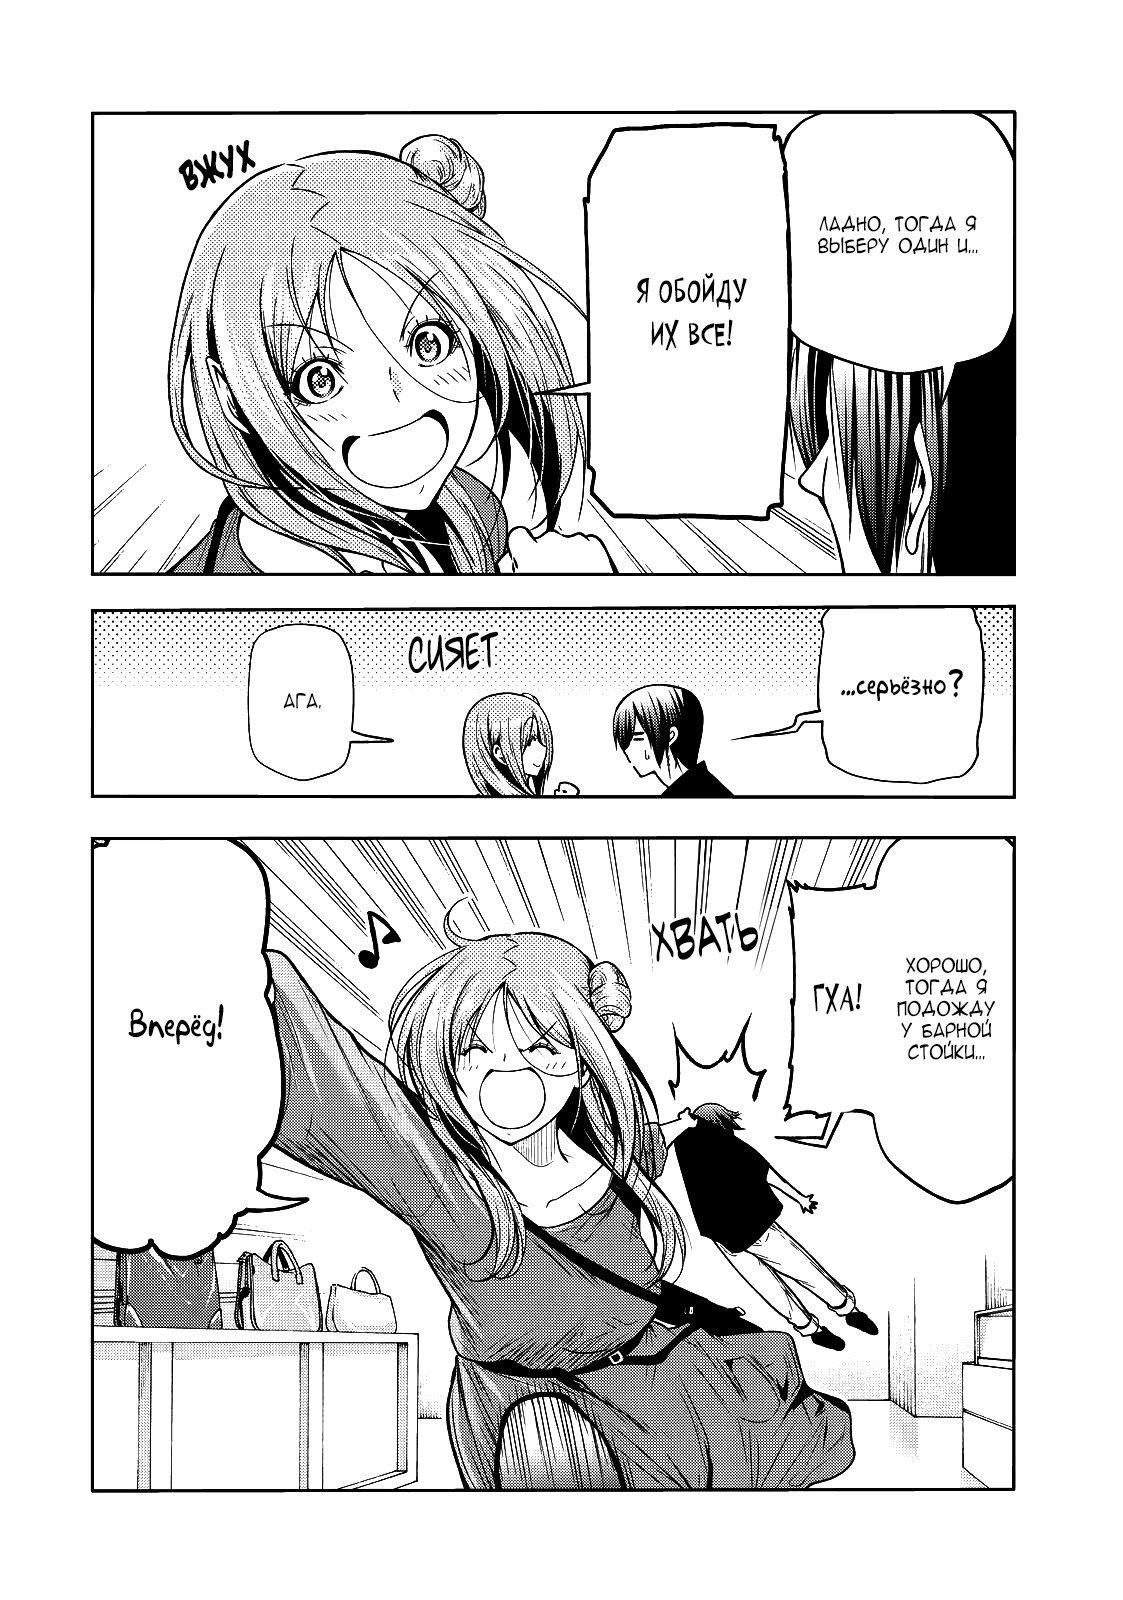 ЛАДНО, ТОГДА Я
ВЫБЕРУ ОДИН И...
Я ОБОЙДУ
ИХ ВСЕ!
ВЖУХ
...серьёзно?
СИЯЕТ
АГА.
ХОРОШО,
ТОГДА Я
ПОДОЖДУ
У БАРНОЙ
СТОЙКИ...
ГХА!
ХВАТЬ
Вперёд!